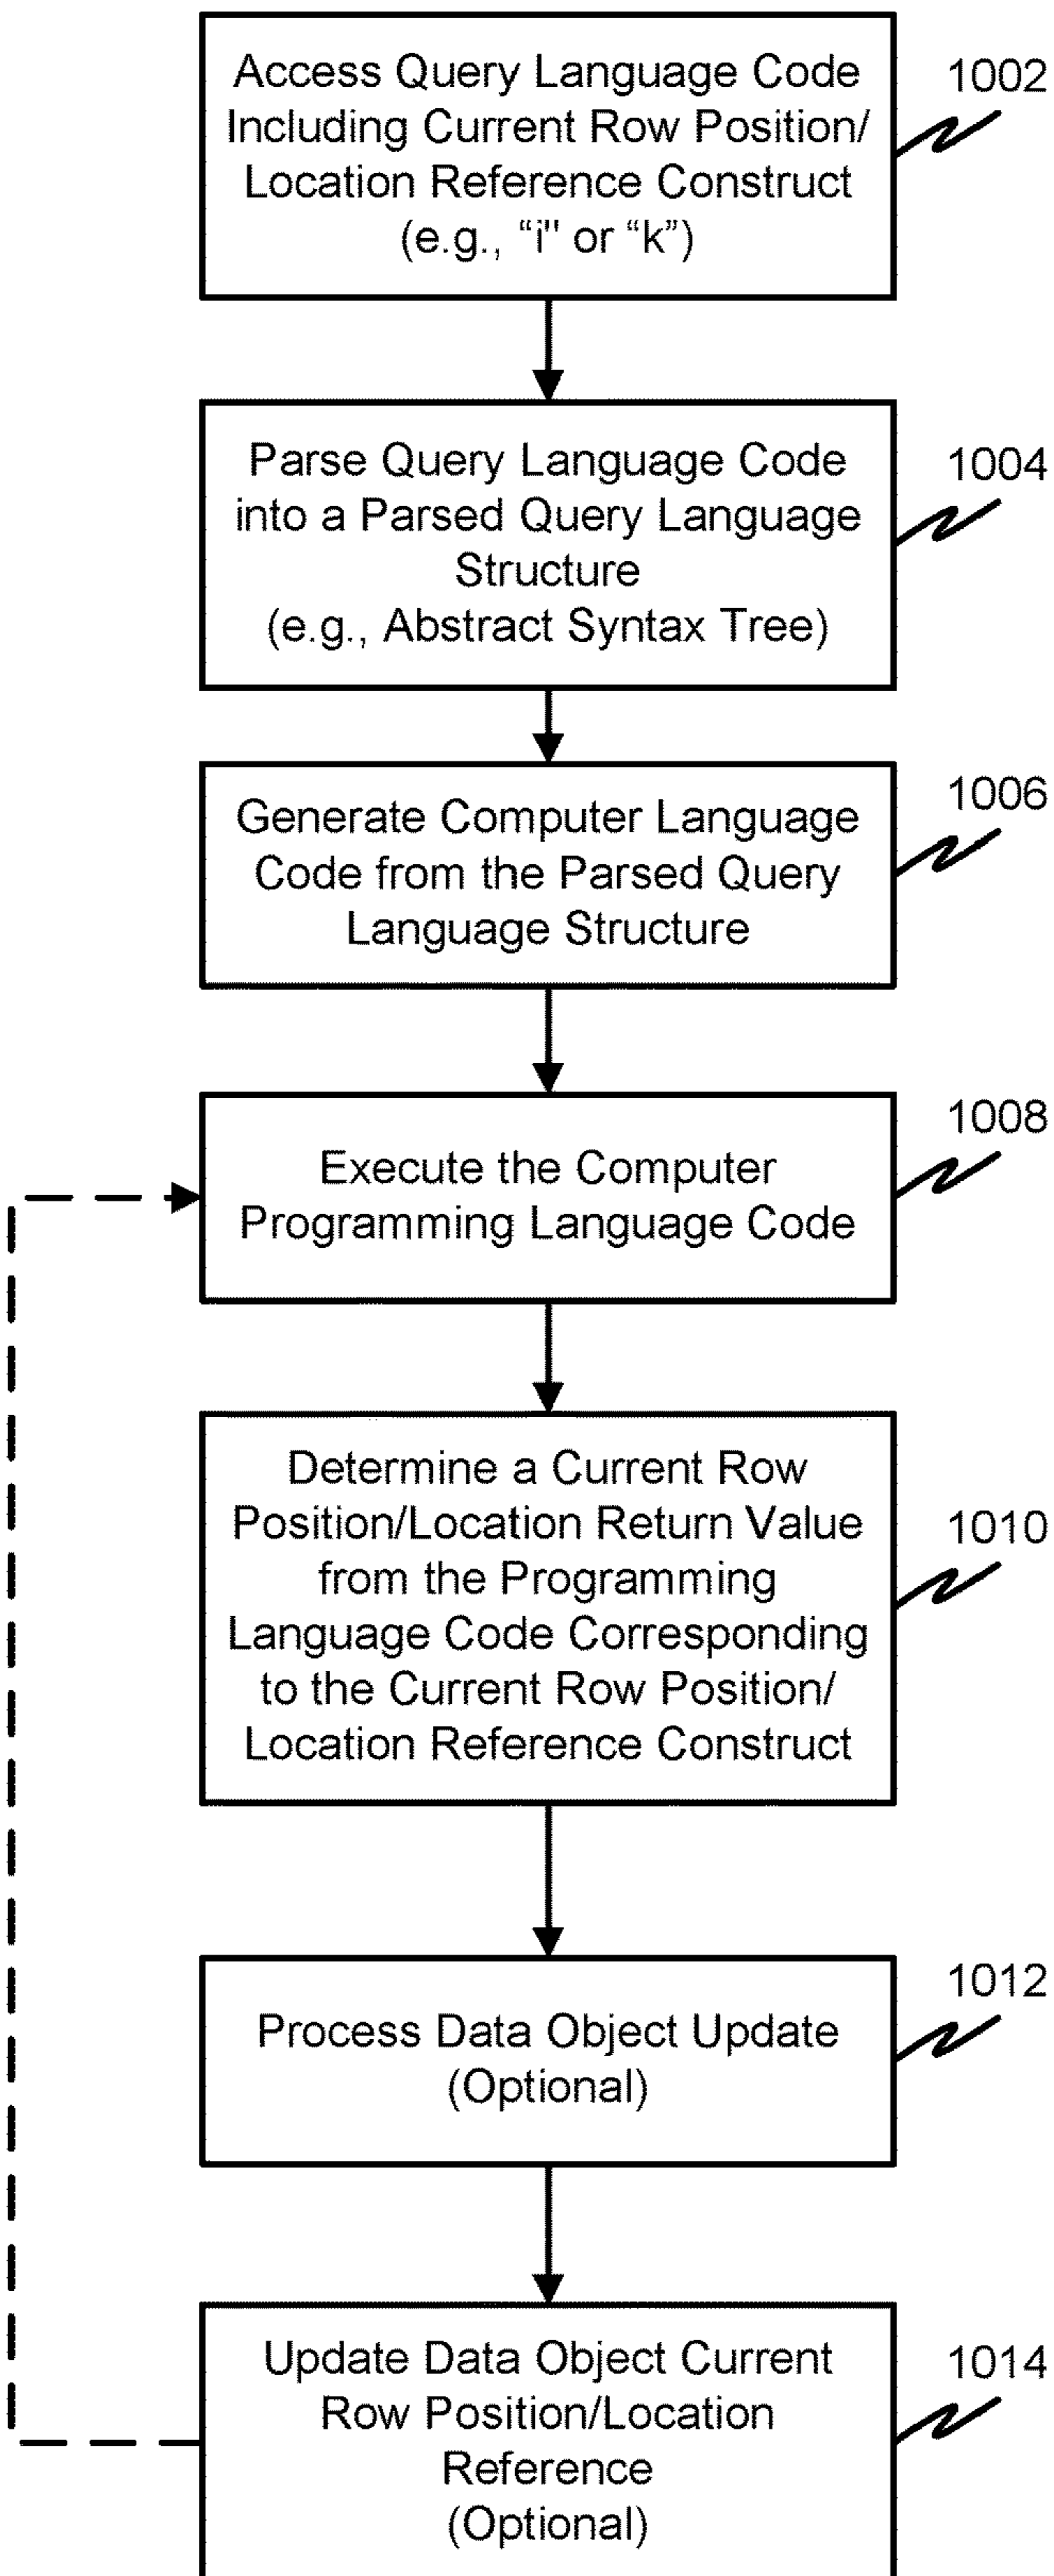 Access Query Language Code
Including Current Row Position/
Location Reference Construct
(e.g., “i" or “k”)
1002
Parse Query Language Code
into a Parsed Query Language
Structure
(e.g., Abstract Syntax Tree)
1004
Generate Computer Language
Code from the Parsed Query
Language Structure
1006
Execute the Computer
Programming Language Code
1008
Determine a Current Row
Position/Location Return Value
from the Programming
Language Code Corresponding
to the Current Row Position/
Location Reference Construct
1010
Process Data Object Update
(Optional)
1012
Update Data Object Current
Row Position/Location
Reference
(Optional)
1014